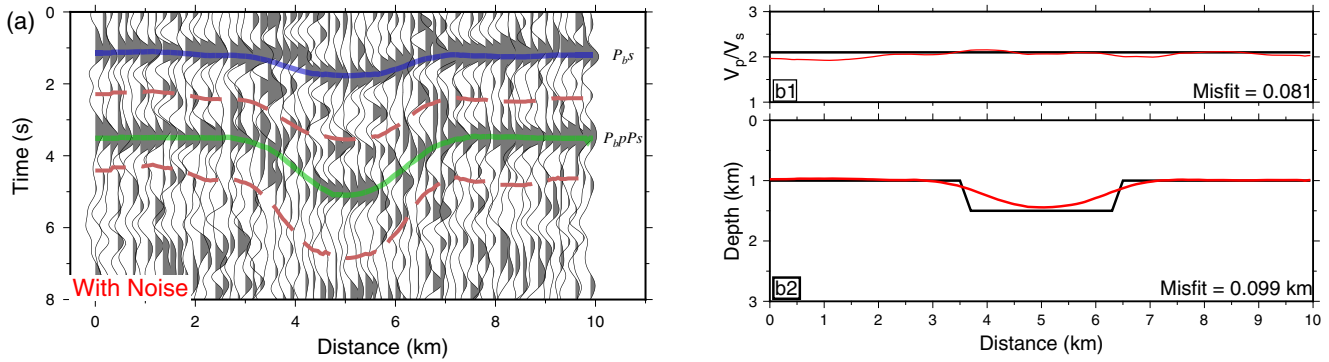 (a)
0
2
4
6
8
Time (s)
P_b s
P_b pPs
With Noise
0 2 4 6 8 10
Distance (km)
3
2
1
V_p/V_s
b1
Misfit = 0.081
0
1
2
3
Depth (km)
b2
Misfit = 0.099 km
0 1 2 3 4 5 6 7 8 9 10
Distance (km)